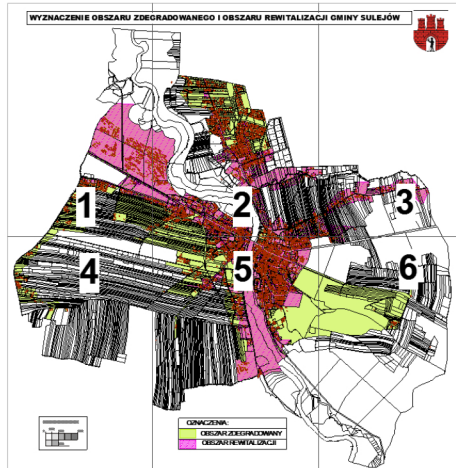 WYZNACZENIE OBSZARU ZDEGRADOWANEGO I OBSZARU REWITALIZACJI GMINY SULEJÓW
1
2
3
4
5
6
OZNACZENIA:
OBSZAR ZDEGRADOWANY
OBSZAR REWITALIZACJI